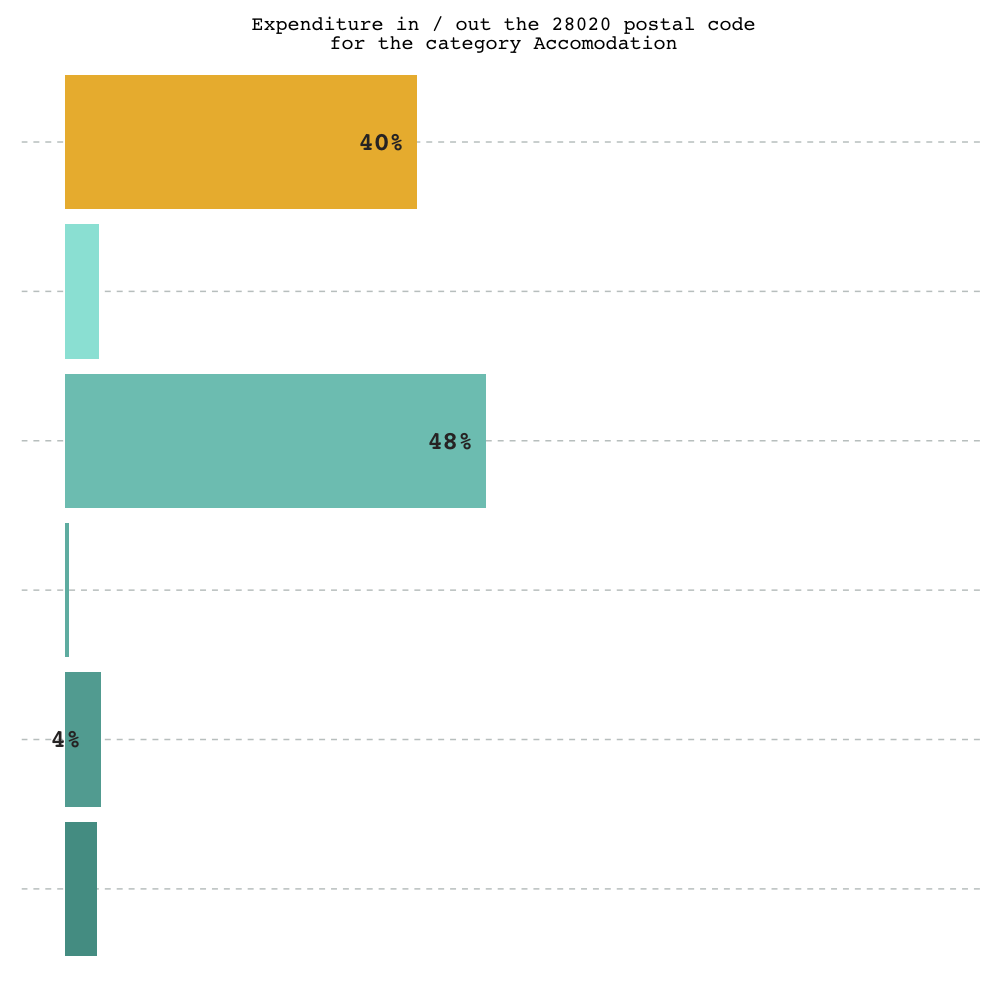 Expenditure in / out the 28020 postal code
for the category Accomodation
40%
48%
4%